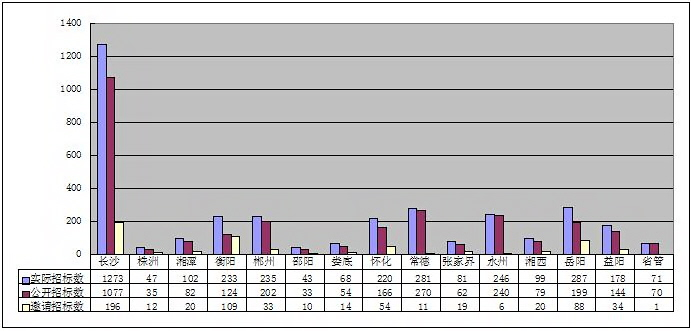 1400
1200
1000
800
600
400
200
0
长沙 株洲 湘潭 衡阳 郴州 邵阳 娄底 怀化 常德 张家界 永州 湘西 岳阳 益阳 省管
实际招标数 1273 47 102 233 235 43 68 220 281 81 246 99 287 178 71
公开招标数 1077 35 82 124 202 33 54 166 270 62 240 79 199 144 70
邀请招标数 196 12 20 109 33 10 14 54 11 19 6 20 88 34 1